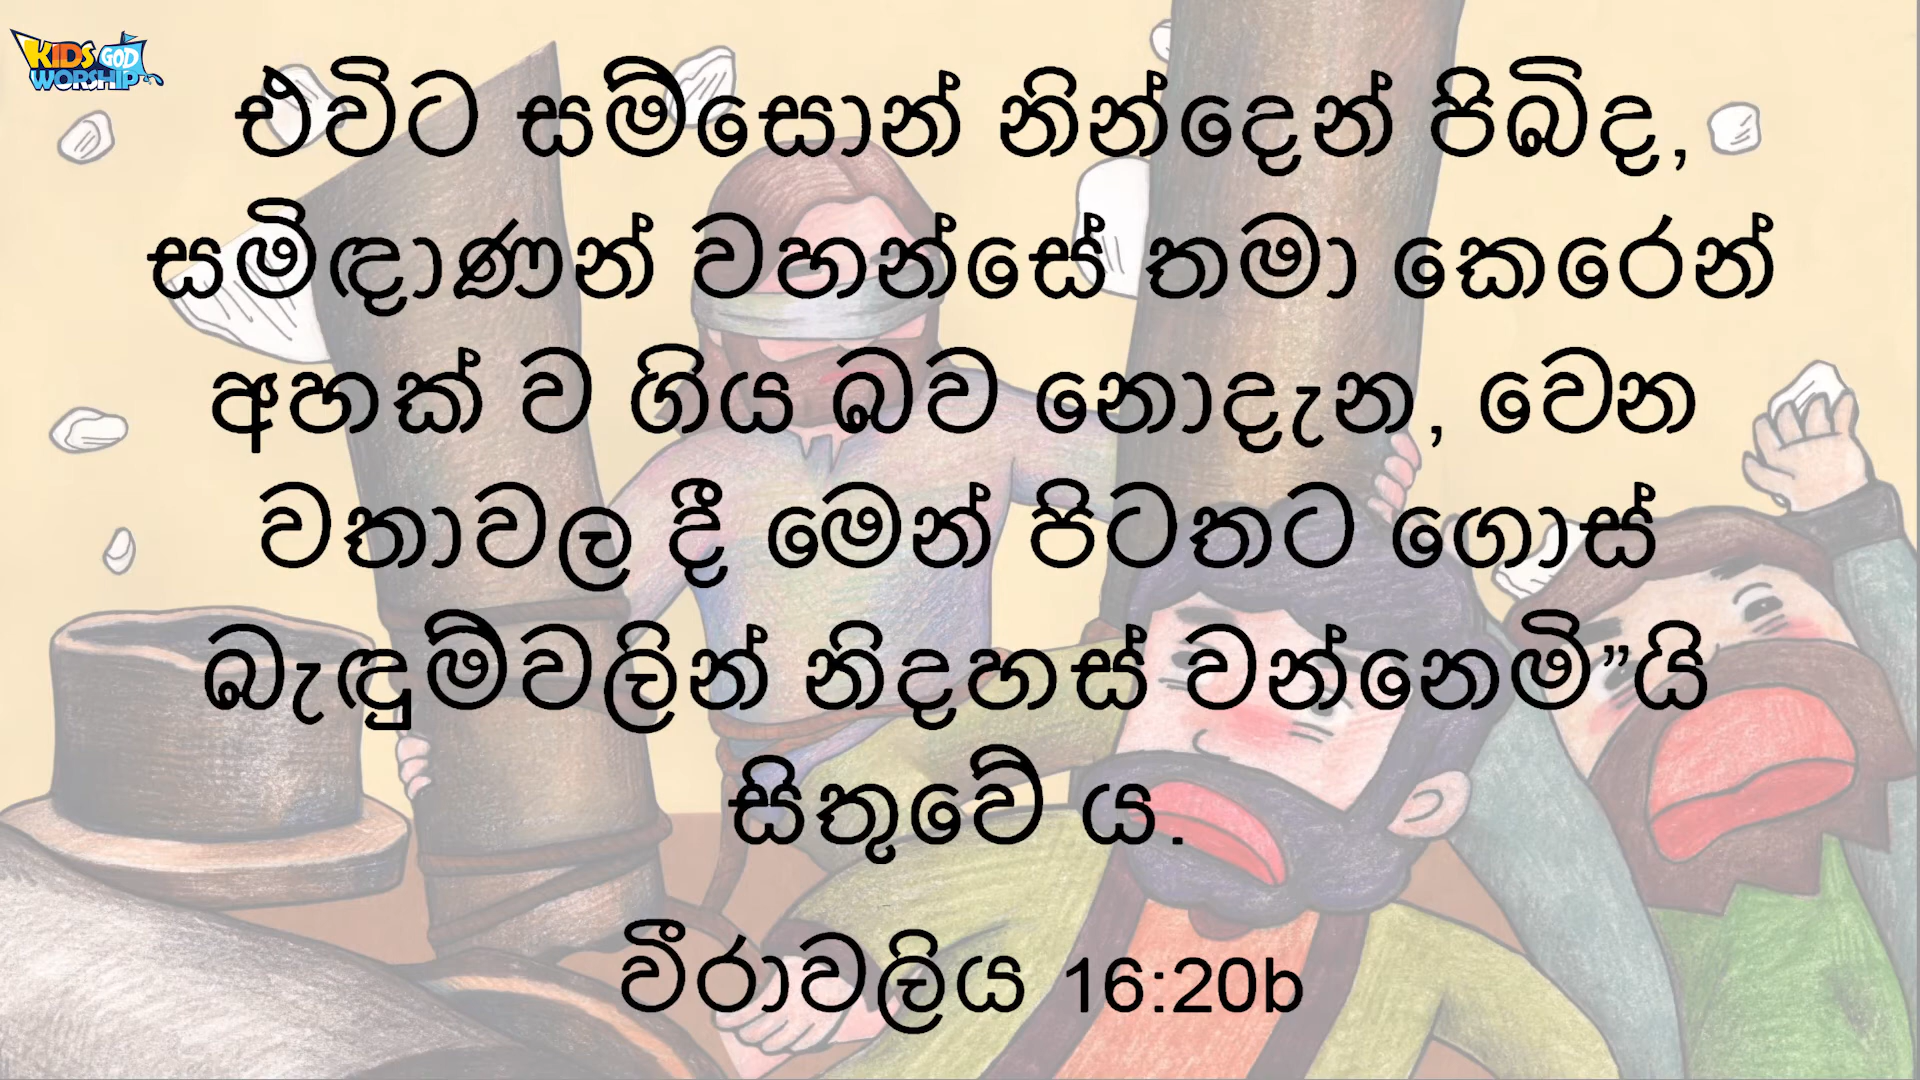 KIDS GOD
WORSHIP
එවිට සම්සොන් නින්දෙන් පිබිද,
සමිඳාණන් වහන්සේ තමා කෙරෙන්
අහක් ව ගිය බව නොදැන, වෙන
වතාවල දී මෙන් පිටතට ගොස්
බැඳුම්වලින් නිදහස් වන්නෙමි”යි
සිතුවේ ය.
වීරාවලිය 16:20b